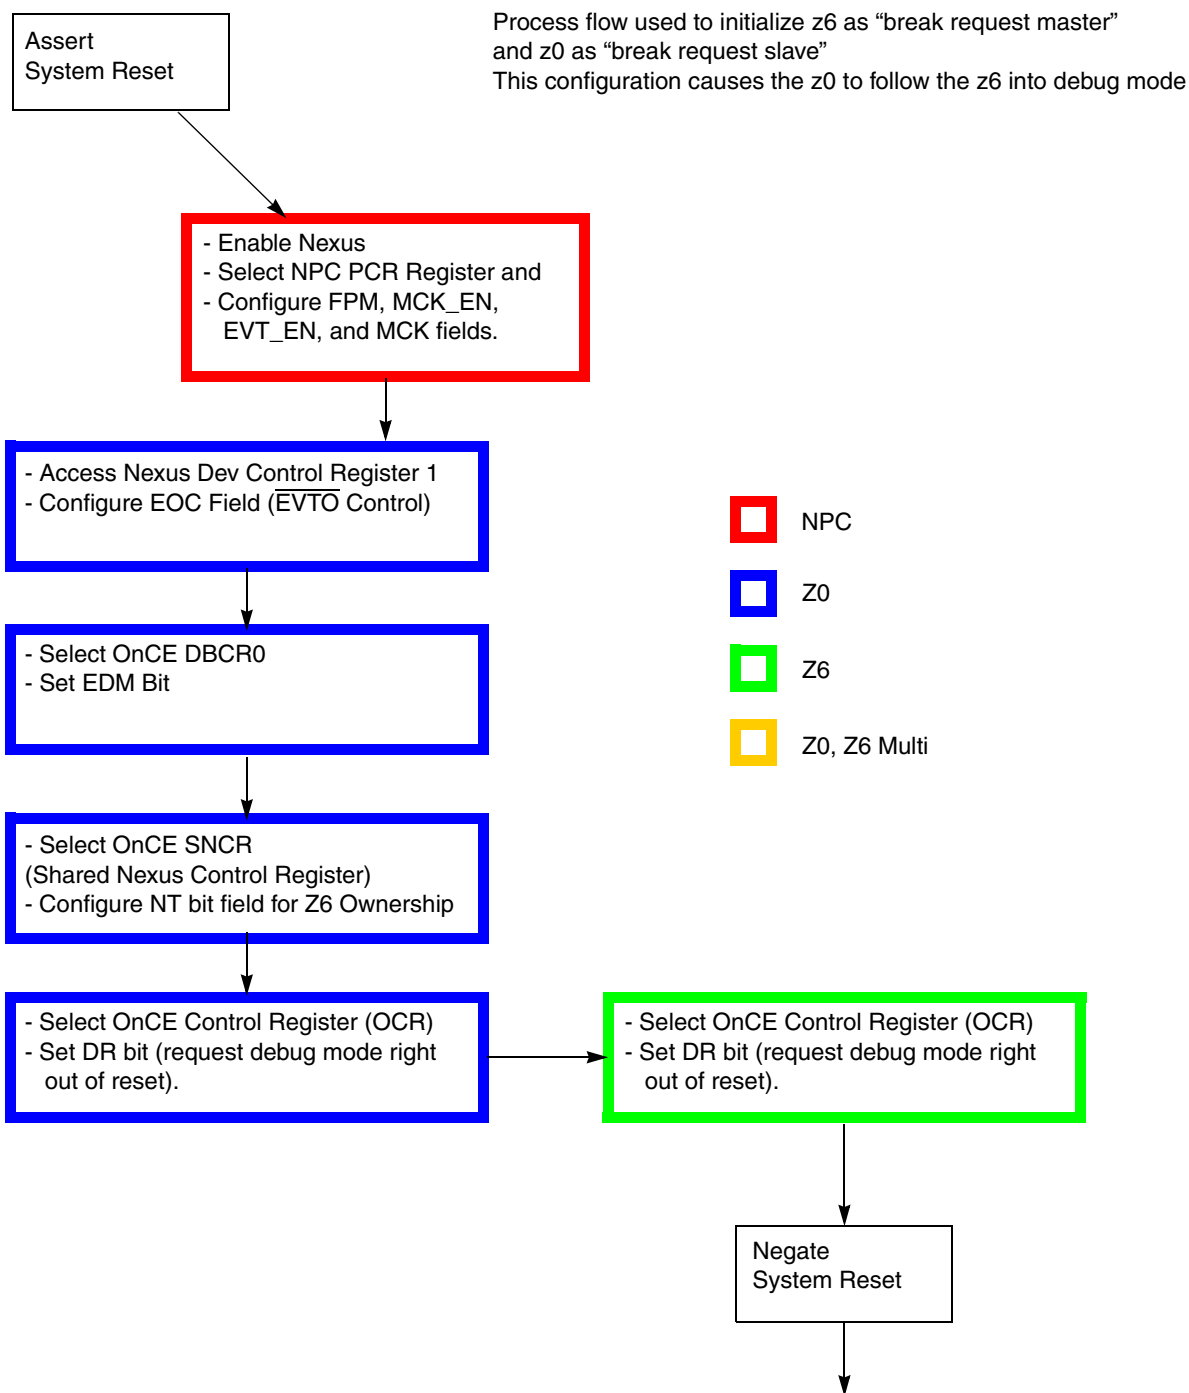 Assert
System Reset
Process flow used to initialize z6 as “break request master”
and z0 as “break request slave”
This configuration causes the z0 to follow the z6 into debug mode
- Enable Nexus
- Select NPC PCR Register and
- Configure FPM, MCK_EN,
EVT_EN, and MCK fields.
- Access Nexus Dev Control Register 1
- Configure EOC Field (EVTO Control)
- Select OnCE DBCR0
- Set EDM Bit
- Select OnCE SNCR
(Shared Nexus Control Register)
- Configure NT bit field for Z6 Ownership
- Select OnCE Control Register (OCR)
- Set DR bit (request debug mode right
out of reset).
- Select OnCE Control Register (OCR)
- Set DR bit (request debug mode right
out of reset).
Negate
System Reset
NPC
Z0
Z6
Z0, Z6 Multi